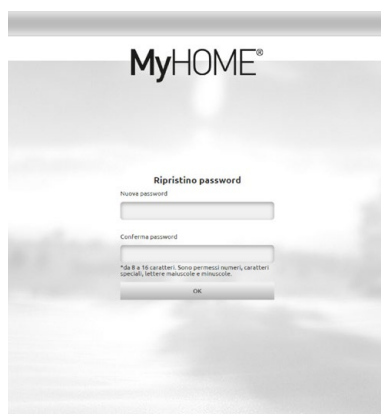 MyHOME®
Ripristino password
Nuova password
Conferma password
*da 8 a 16 caratteri. Sono permessi numeri, caratteri
speciali, lettere maiuscole e minuscole.
OK